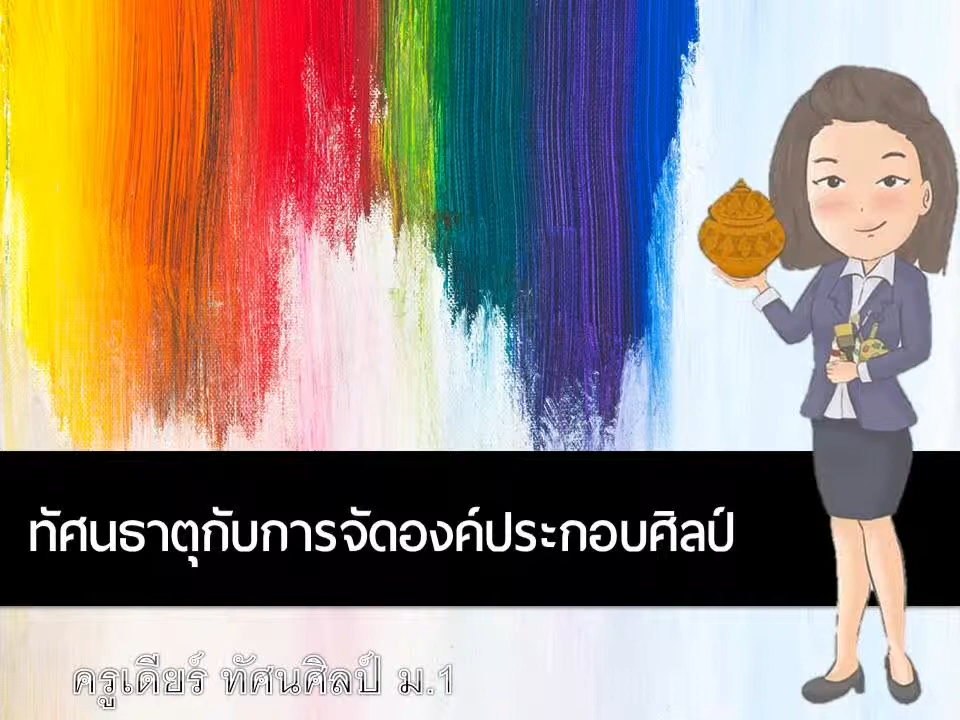 ทัศนธาตุกับการจัดองค์ประกอบศิลป์
ครูเดียร์ ทัศนศิลป์ ม.1